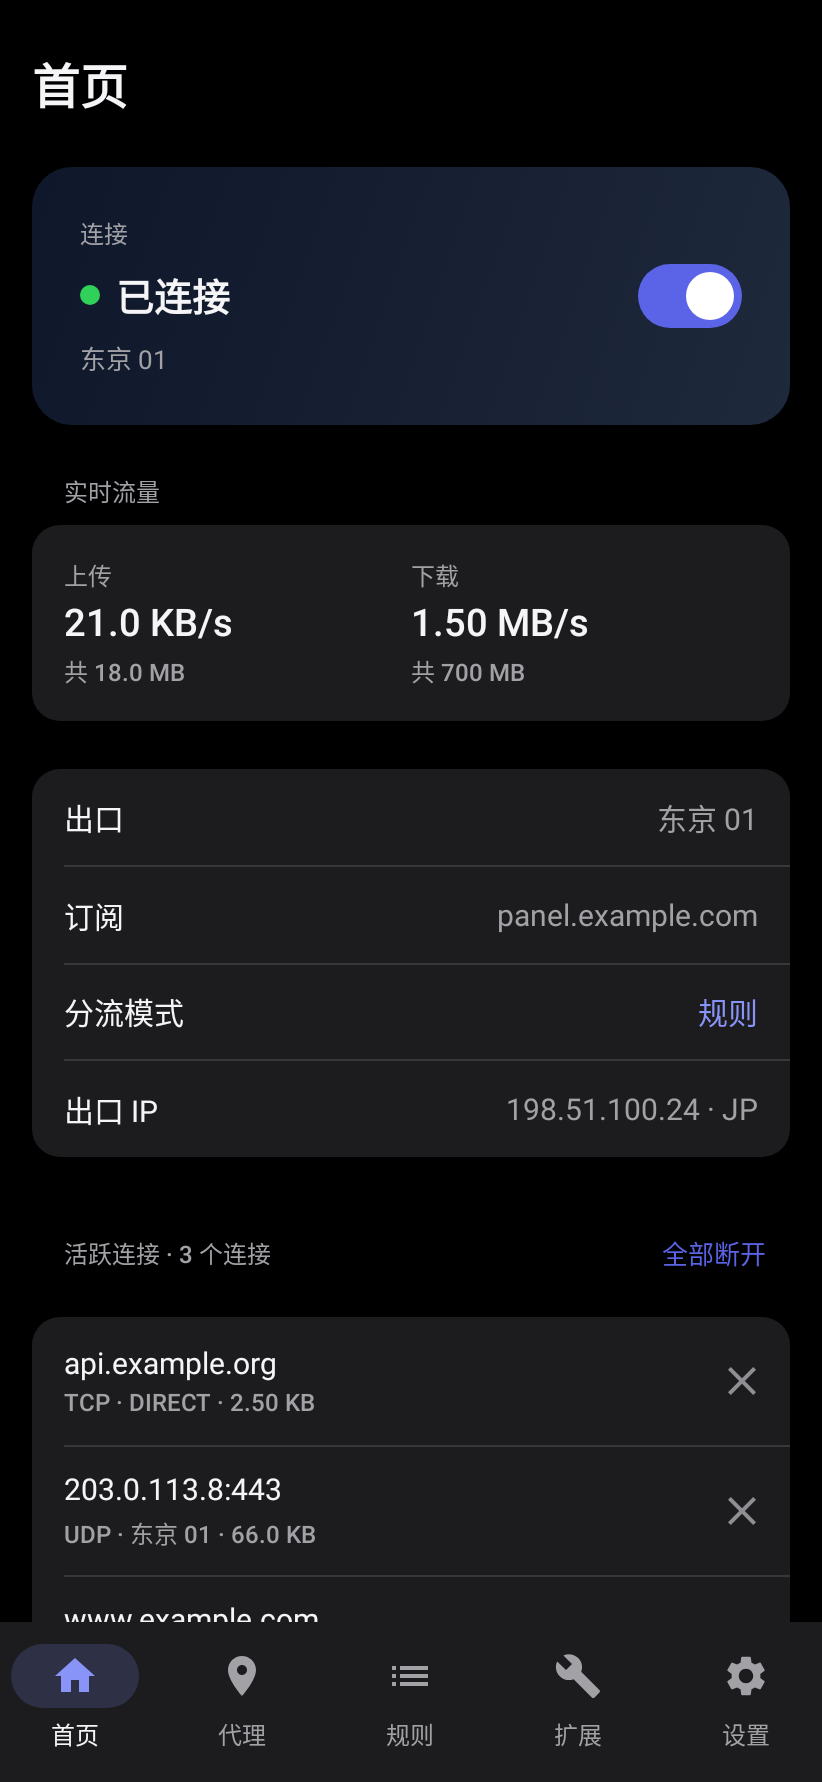 首页
连接
已连接
东京 01
实时流量
上传
21.0 KB/s
共 18.0 MB
下载
1.50 MB/s
共 700 MB
出口
东京 01
订阅
panel.example.com
分流模式
规则
出口 IP
198.51.100.24 · JP
活跃连接 · 3 个连接
全部断开
api.example.org
TCP · DIRECT · 2.50 KB
203.0.113.8:443
UDP · 东京 01 · 66.0 KB
www.example.com
首页
代理
规则
扩展
设置